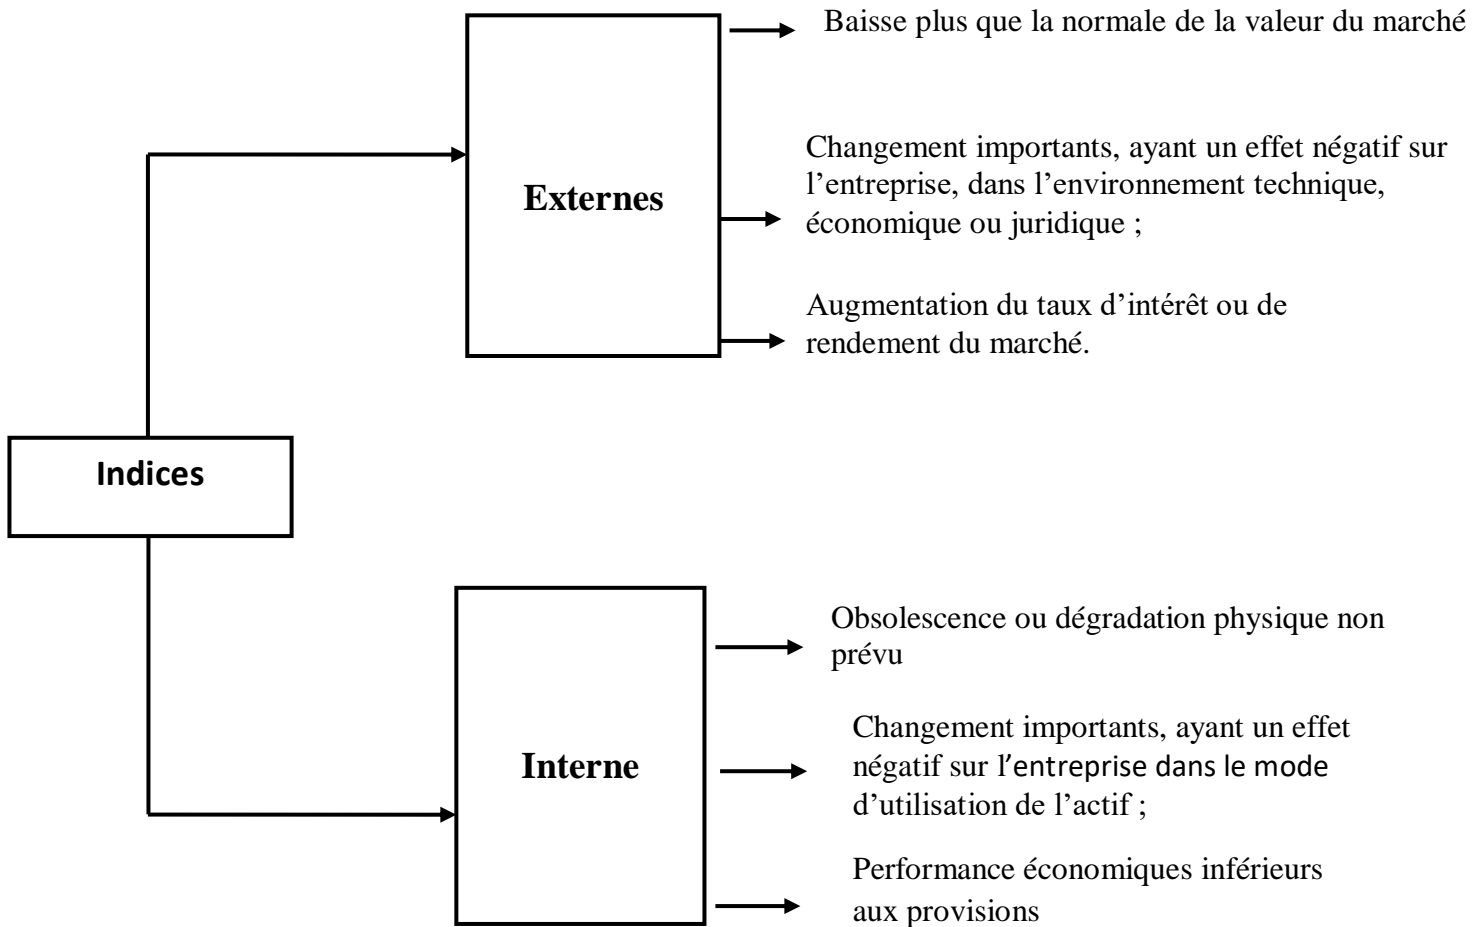 Baisse plus que la normale de la valeur du marché
Changement importants, ayant un effet négatif sur
l’entreprise, dans l’environnement technique,
économique ou juridique ;
Externes
Augmentation du taux d’intérêt ou de
rendement du marché.
Indices
Obsolescence ou dégradation physique non
prévu
Changement importants, ayant un effet
négatif sur l’entreprise dans le mode
d’utilisation de l’actif ;
Interne
Performance économiques inférieurs
aux provisions